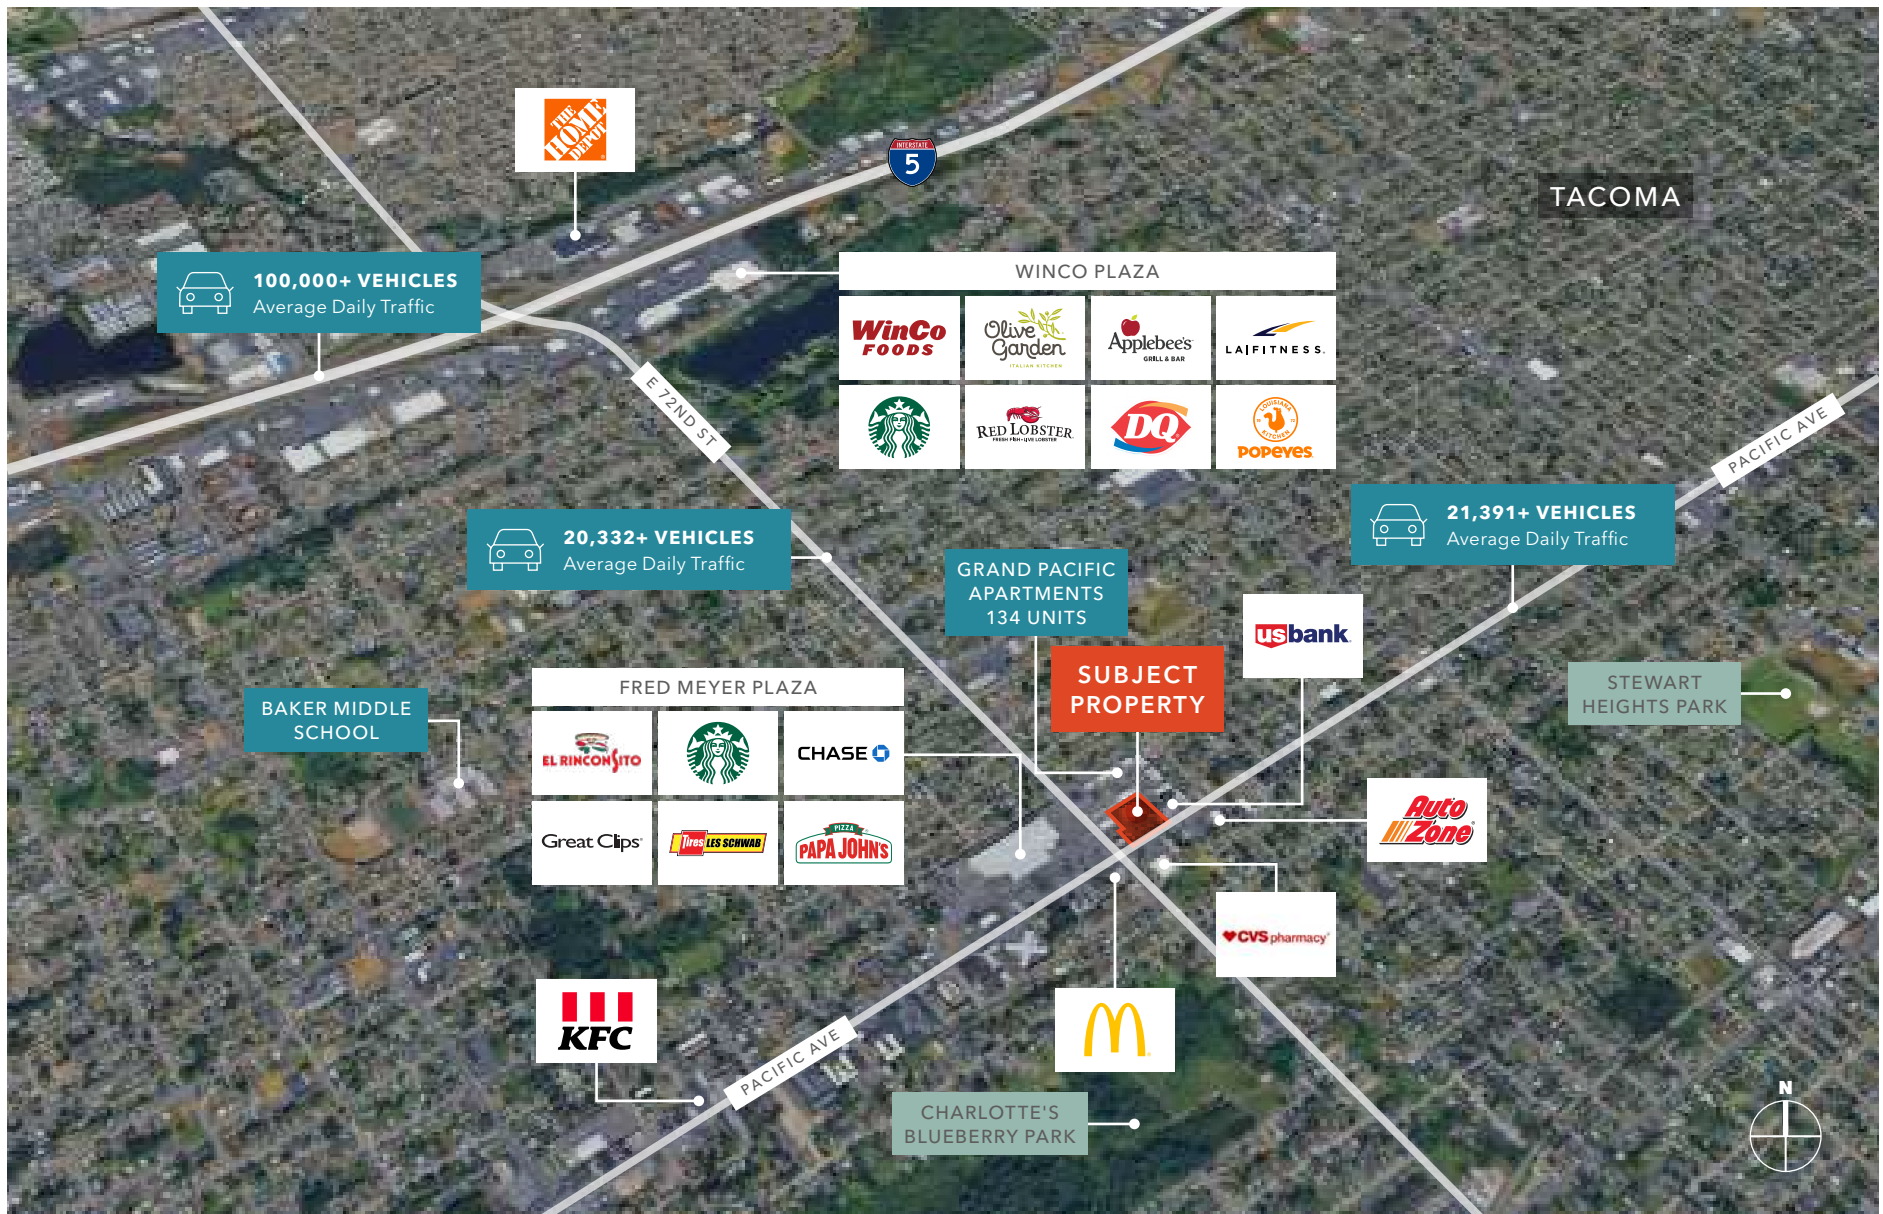 THE
HOME
DEPOT
INTERSTATE
5
TACOMA
100,000+ VEHICLES
Average Daily Traffic
WINCO PLAZA
WinCo
FOODS
Olive
Garden
ITALIAN KITCHEN
Applebee's
GRILL & BAR
LA|FITNESS.
RED LOBSTER
FRESH FISH • LIVE LOBSTER
DQ
LOUISIANA
KITCHEN
POPEYES
E 72ND ST
PACIFIC AVE
20,332+ VEHICLES
Average Daily Traffic
21,391+ VEHICLES
Average Daily Traffic
GRAND PACIFIC
APARTMENTS
134 UNITS
usbank
SUBJECT
PROPERTY
STEWART
HEIGHTS PARK
BAKER MIDDLE
SCHOOL
FRED MEYER PLAZA
EL RINCONSITO
CHASE
Great Clips
Tires LES SCHWAB
PIZZA
PAPA JOHN'S
Auto
Zone
CVS pharmacy
KFC
PACIFIC AVE
M
CHARLOTTE'S
BLUEBERRY PARK
N